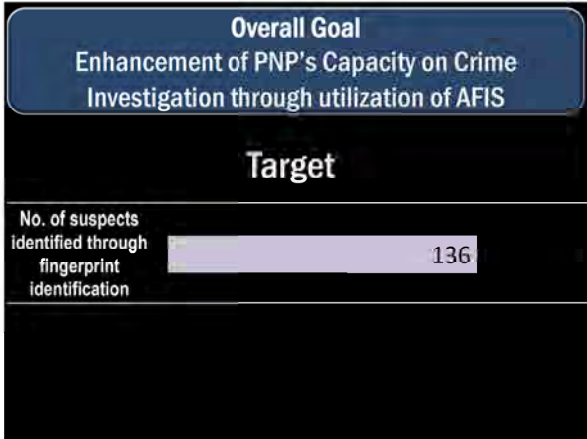 Overall Goal
Enhancement of PNP's Capacity on Crime
Investigation through utilization of AFIS
Target
No. of suspects
identified through
fingerprint
identification
136